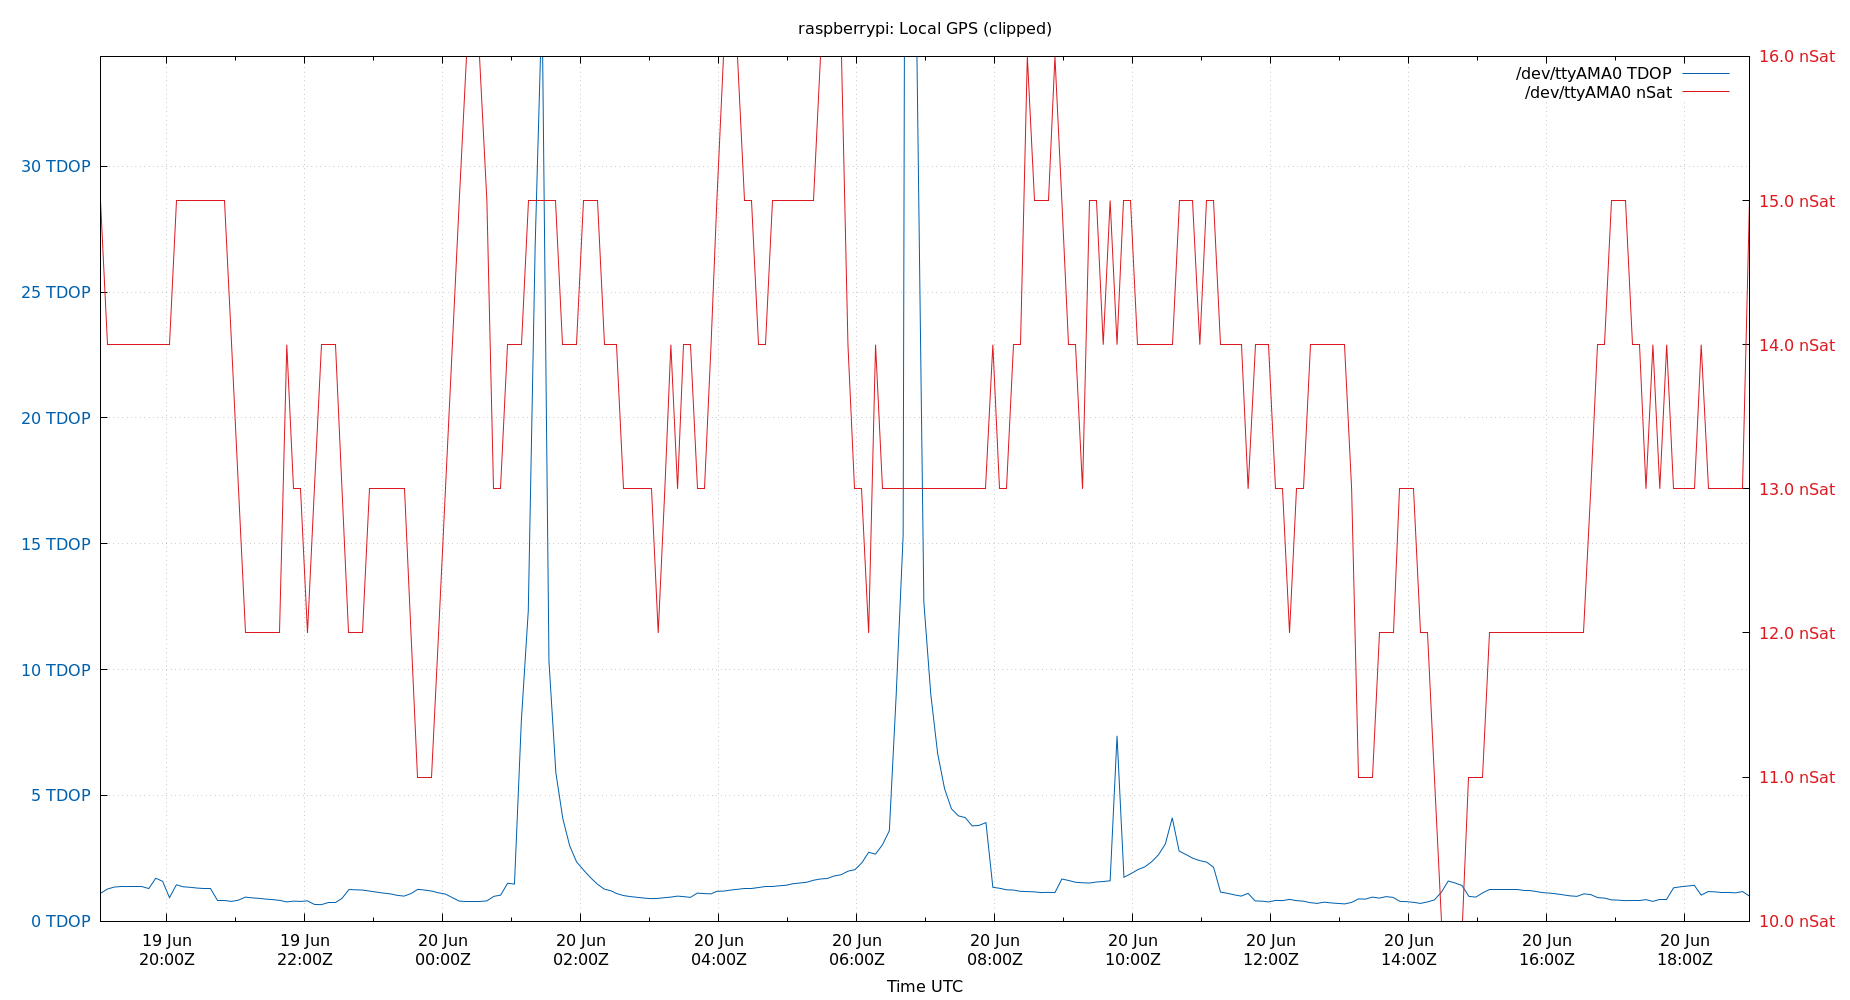 raspberrypi: Local GPS (clipped)
/dev/ttyAMA0 TDOP
/dev/ttyAMA0 nSat
30 TDOP
25 TDOP
20 TDOP
15 TDOP
10 TDOP
5 TDOP
0 TDOP
16.0 nSat
15.0 nSat
14.0 nSat
13.0 nSat
12.0 nSat
11.0 nSat
10.0 nSat
19 Jun 19 Jun 20 Jun 20 Jun 20 Jun 20 Jun 20 Jun 20 Jun 20 Jun 20 Jun 20 Jun 20 Jun
20:00Z 22:00Z 00:00Z 02:00Z 04:00Z 06:00Z 08:00Z 10:00Z 12:00Z 14:00Z 16:00Z 18:00Z
Time UTC